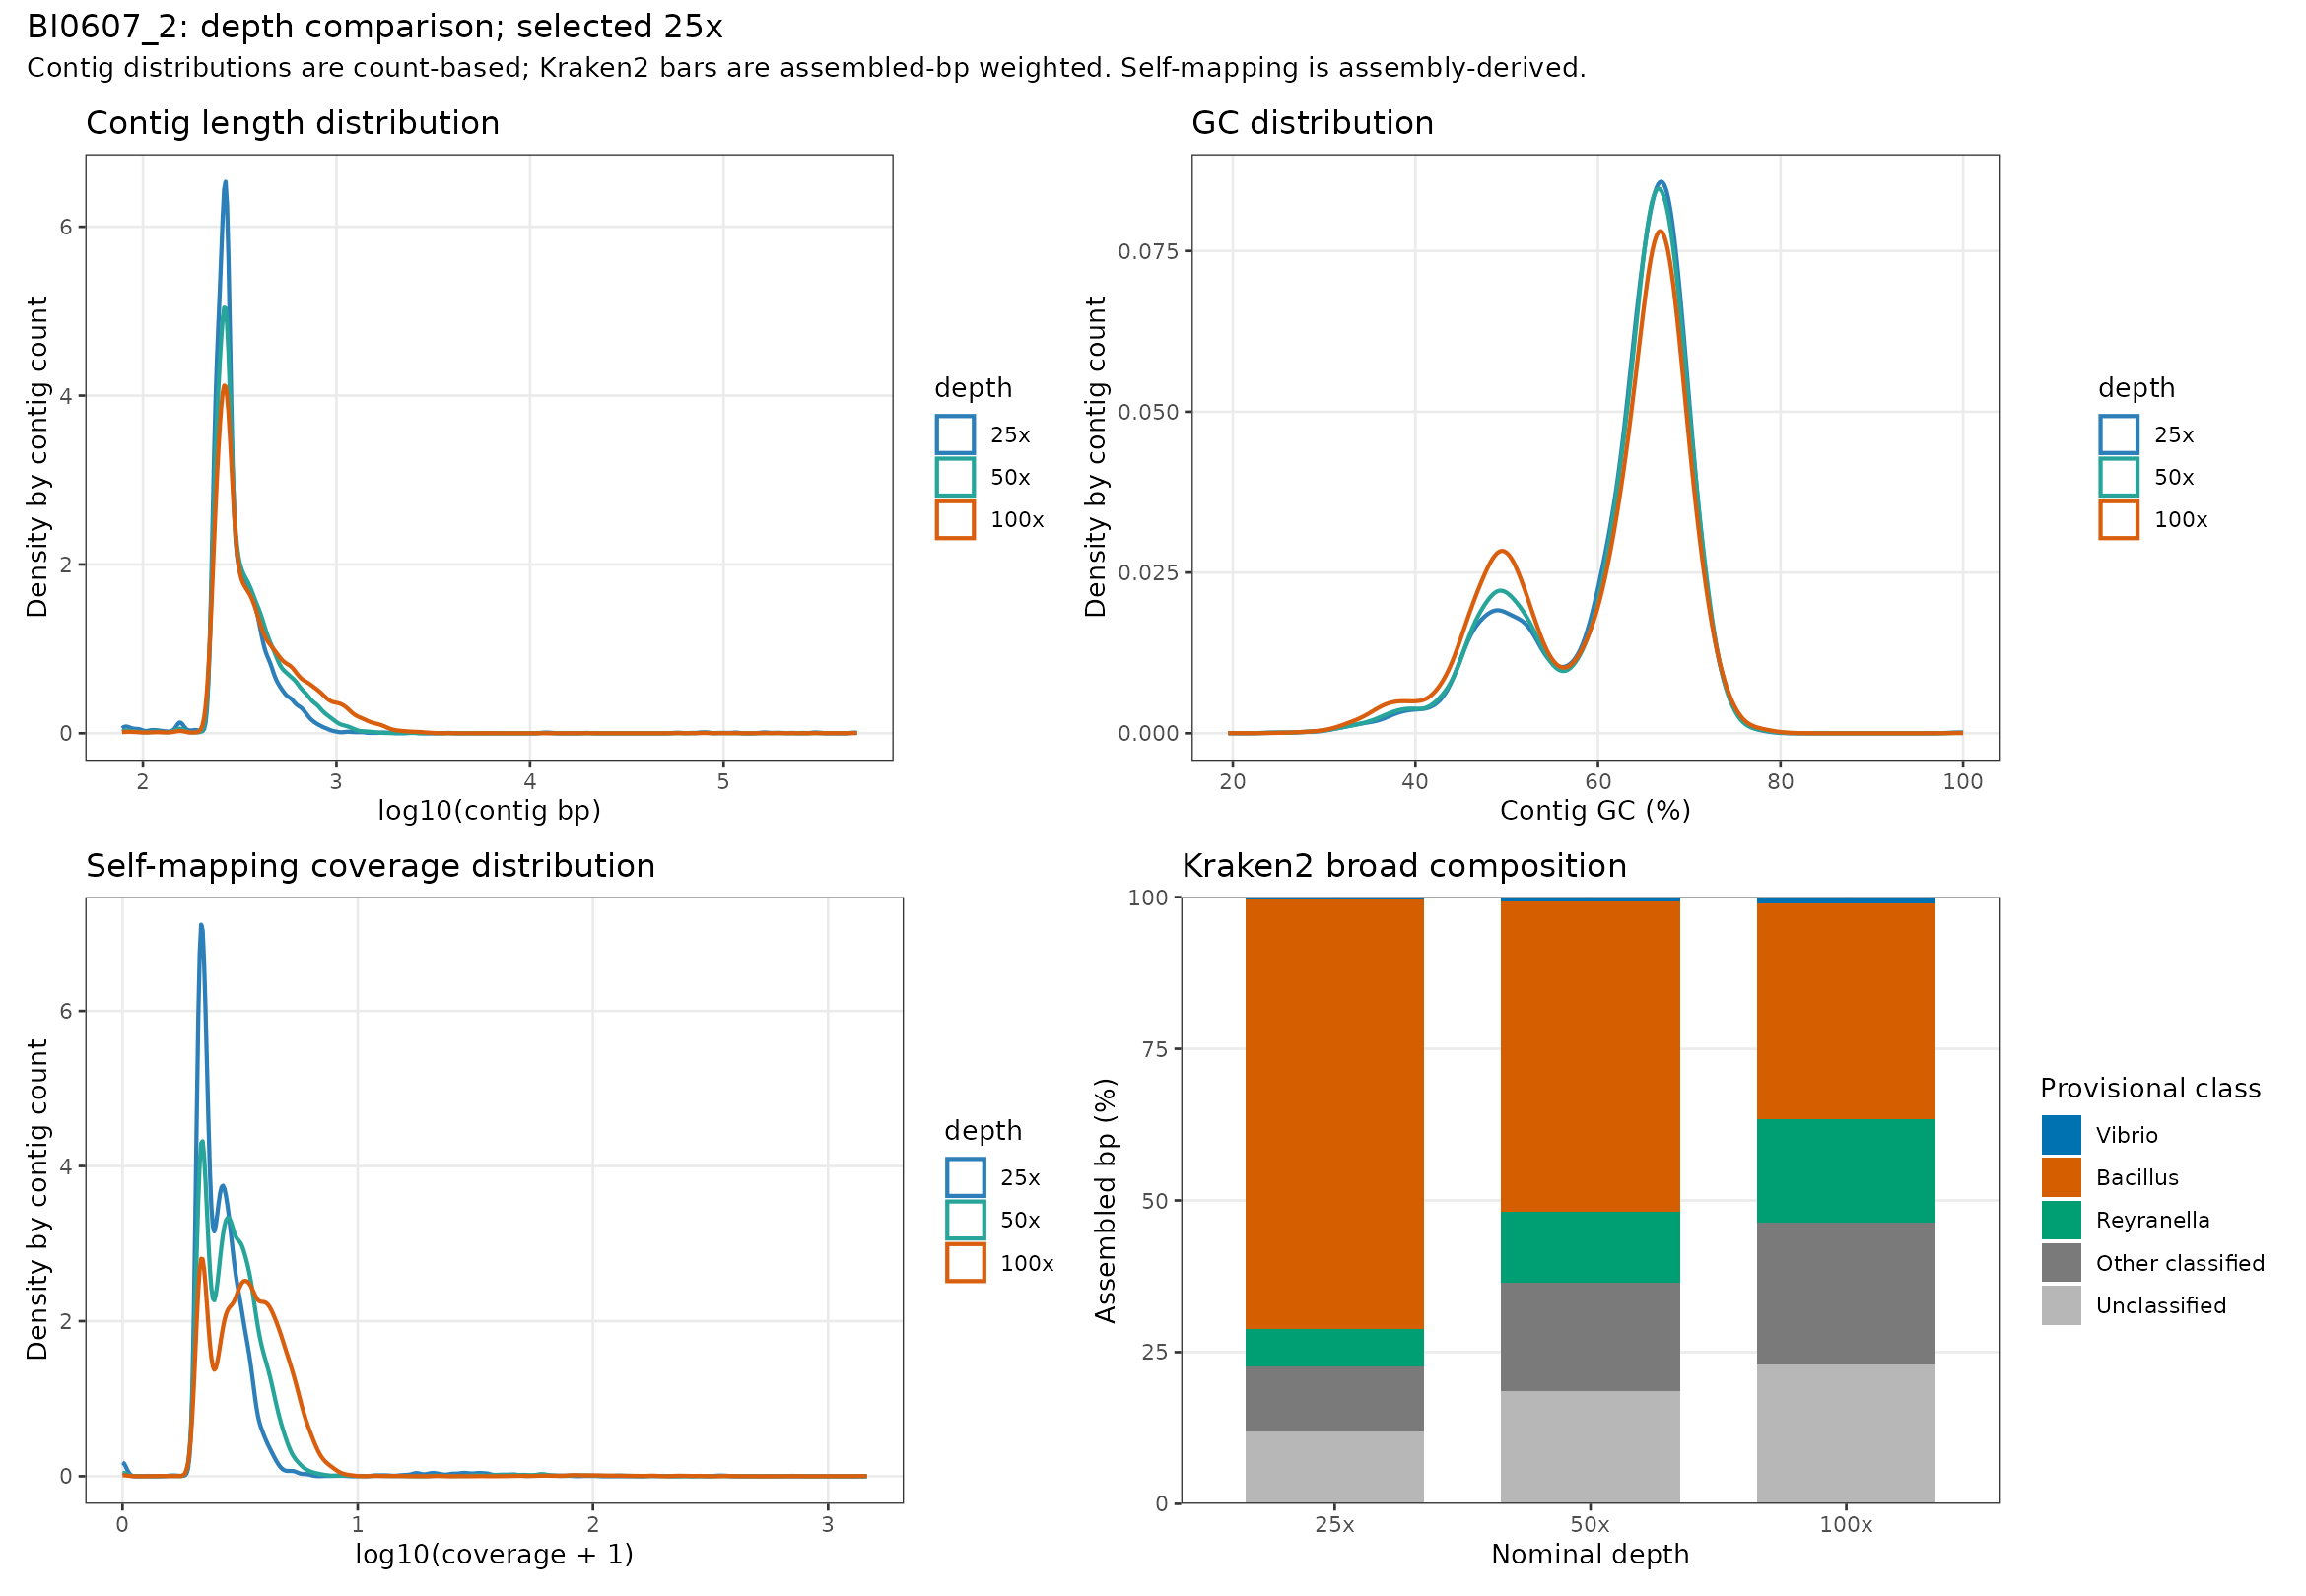 BI0607_2: depth comparison; selected 25x
Contig distributions are count-based; Kraken2 bars are assembled-bp weighted. Self-mapping is assembly-derived.
Contig length distribution
Density by contig count
6
4
2
0
2
3
4
5
log10(contig bp)
depth
25x
50x
100x
GC distribution
Density by contig count
0.075
0.050
0.025
0.000
20
40
60
80
100
Contig GC (%)
depth
25x
50x
100x
Self-mapping coverage distribution
Density by contig count
6
4
2
0
0
1
2
3
log10(coverage + 1)
depth
25x
50x
100x
Kraken2 broad composition
Assembled bp (%)
100
75
50
25
0
25x
50x
100x
Nominal depth
Provisional class
Vibrio
Bacillus
Reyranella
Other classified
Unclassified